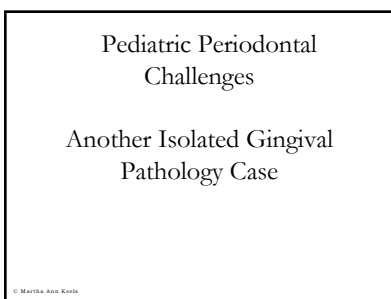 Pediatric Periodontal
Challenges
Another Isolated Gingival
Pathology Case
© Martha Ann Keels